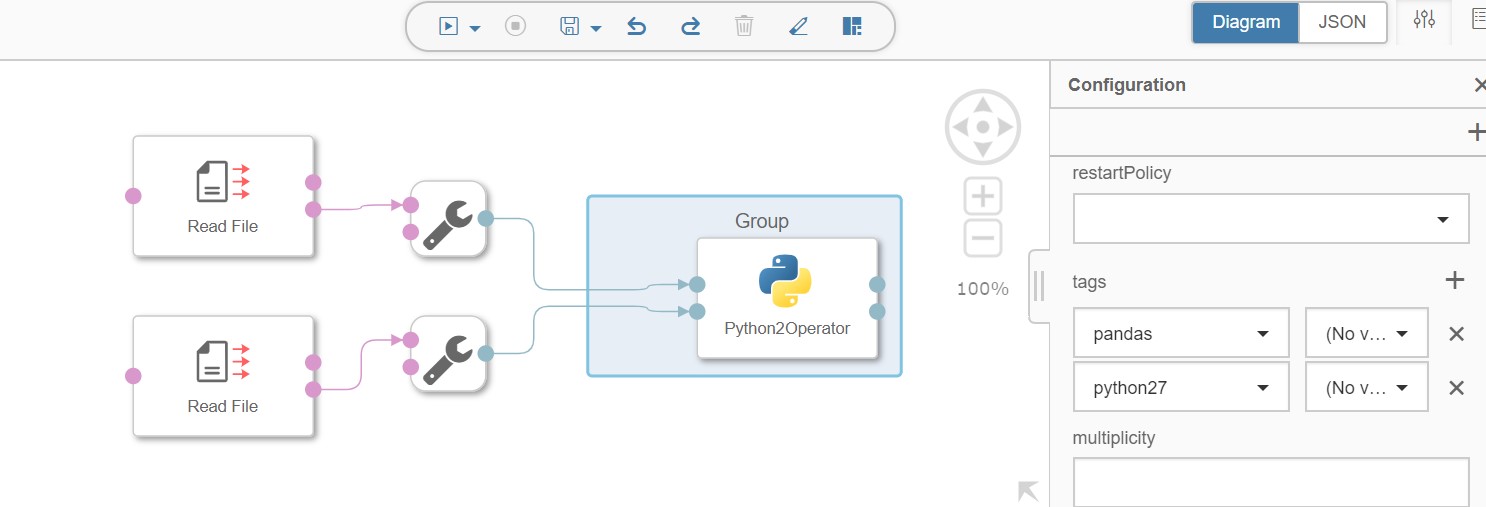 Diagram
JSON
Configuration
restartPolicy
Read File
Group
Python2Operator
100%
tags
pandas
(No v...
python27
(No v...
Read File
multiplicity